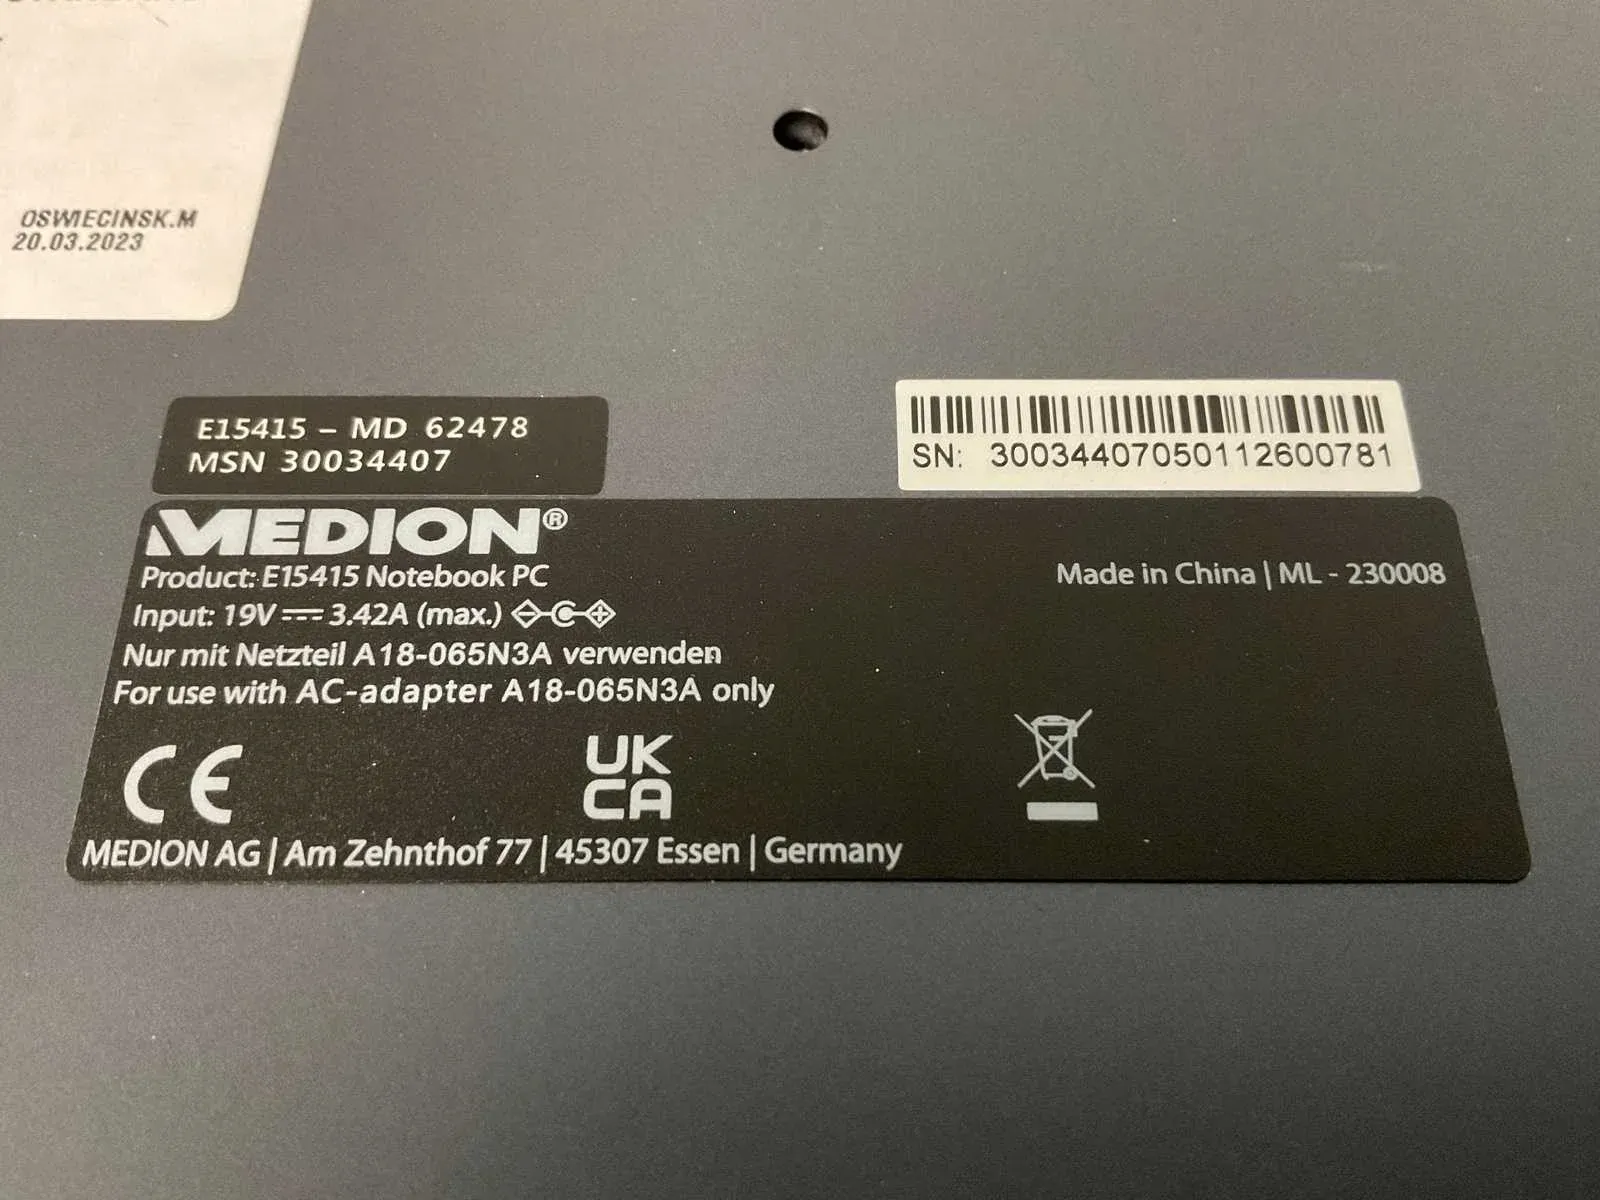 OSWIECINSK.M
20.03.2023
E15415 – MD 62478
MSN 30034407
SN: 30034407050112600781
MEDION®
Product: E15415 Notebook PC
Made in China | ML - 230008
Input: 19V 3.42A (max.)
Nur mit Netzteil A18-065N3A verwenden
For use with AC-adapter A18-065N3A only
CE
UK
CA
MEDION AG | Am Zehnthof 77 | 45307 Essen | Germany